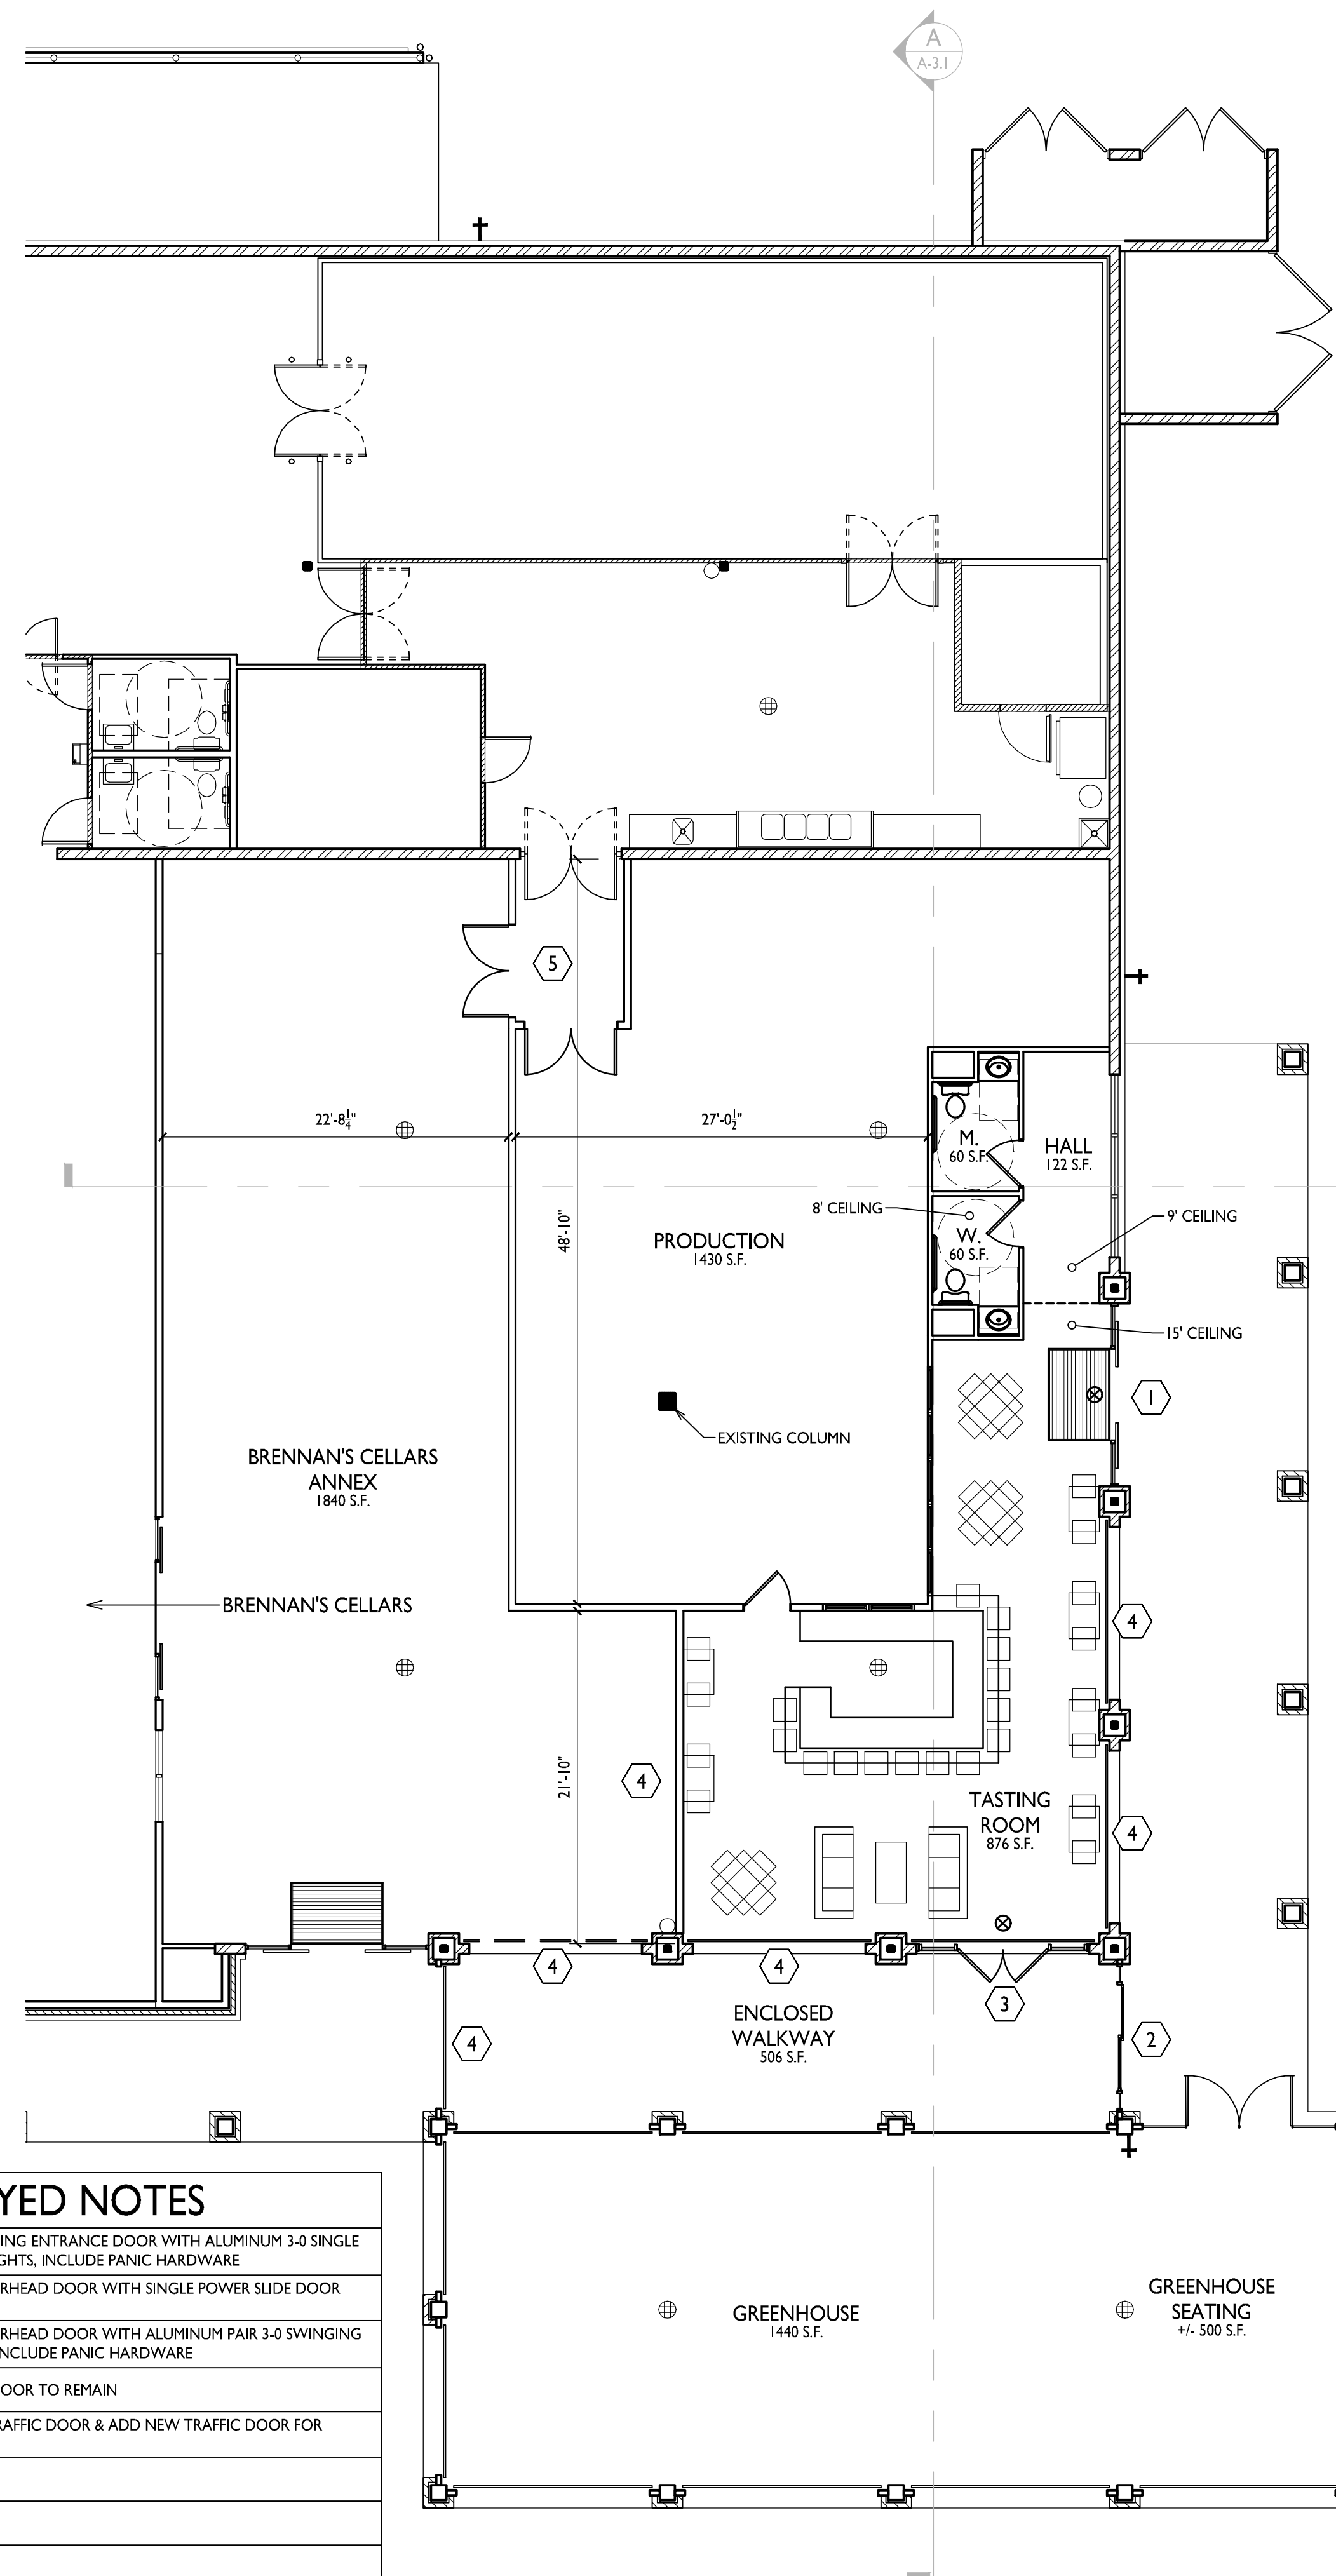 A
A-3.1
5
22'-8¼"
27'-0½"
M.
60 S.F.
HALL
122 S.F.
8' CEILING
9' CEILING
W.
60 S.F.
48'-10"
PRODUCTION
1430 S.F.
15' CEILING
1
EXISTING COLUMN
BRENNAN'S CELLARS
ANNEX
1840 S.F.
BRENNAN'S CELLARS
4
21'-10"
4
TASTING
ROOM
876 S.F.
4
4
4
3
ENCLOSED
WALKWAY
506 S.F.
4
2
YED NOTES
ING ENTRANCE DOOR WITH ALUMINUM 3-0 SINGLE
GHTS, INCLUDE PANIC HARDWARE
RHEAD DOOR WITH SINGLE POWER SLIDE DOOR
RHEAD DOOR WITH ALUMINUM PAIR 3-0 SWINGING
NCLUDE PANIC HARDWARE
OOR TO REMAIN
RAFFIC DOOR & ADD NEW TRAFFIC DOOR FOR
GREENHOUSE
1440 S.F.
GREENHOUSE
SEATING
+/- 500 S.F.